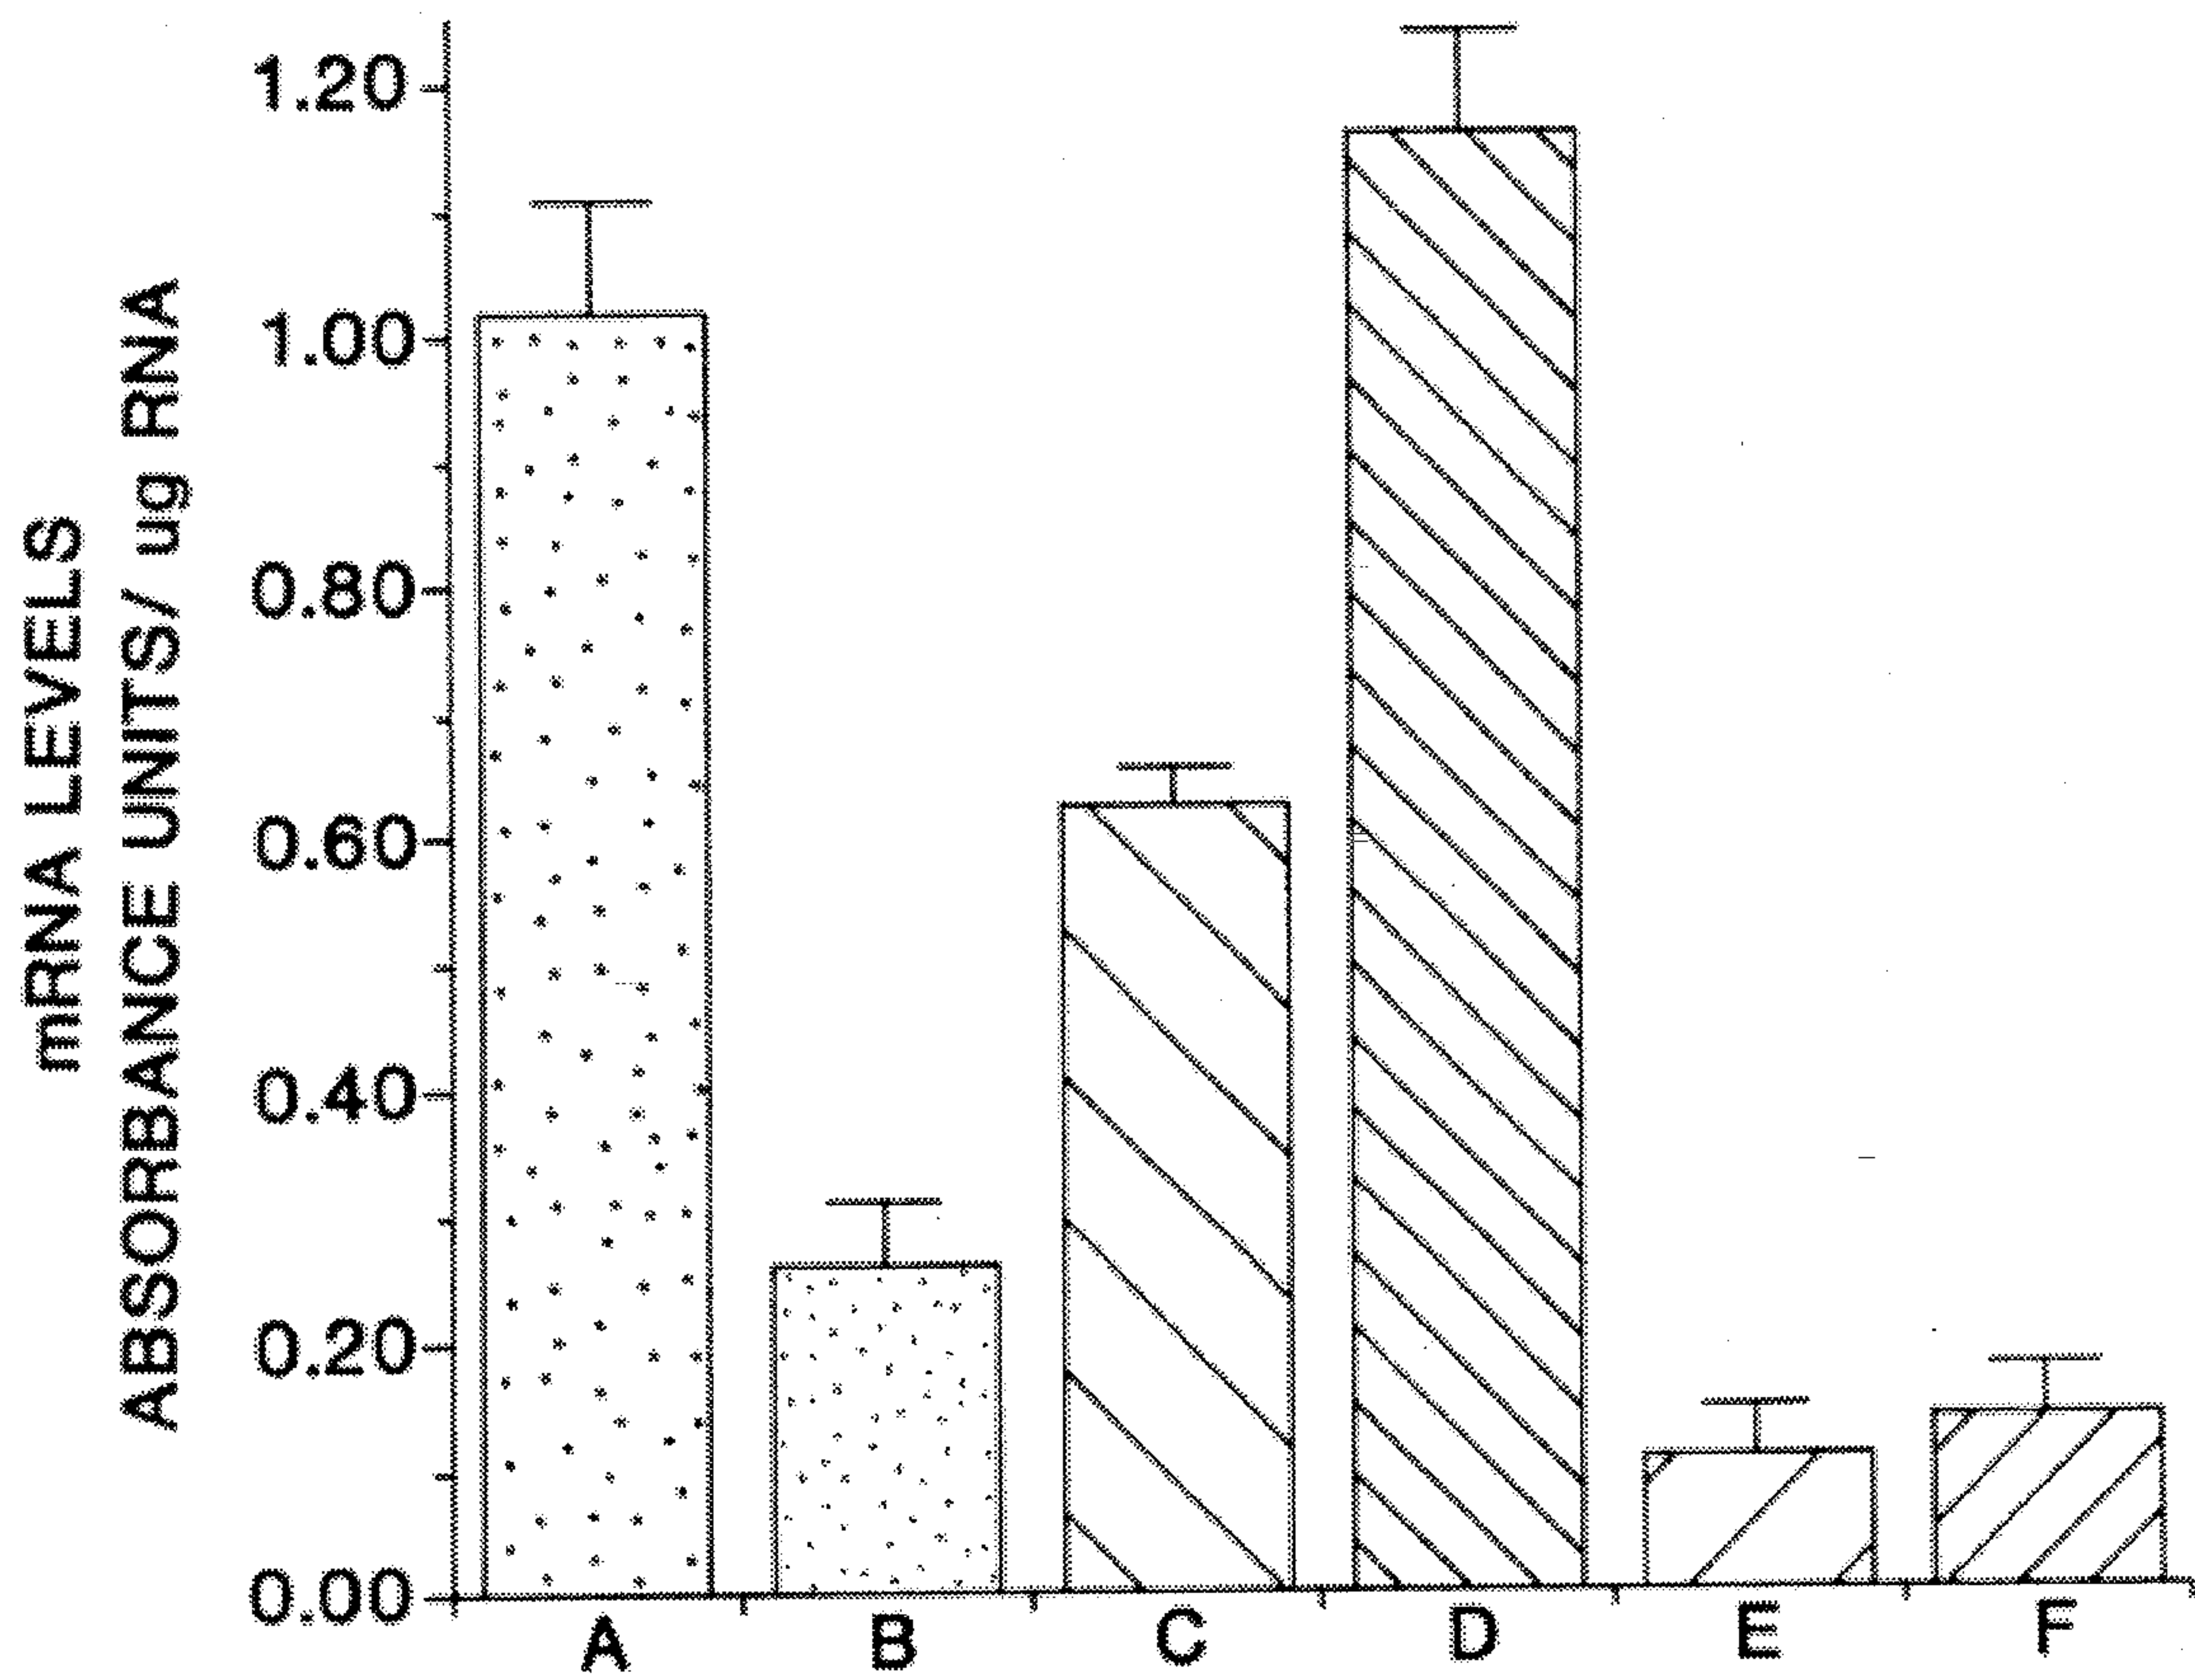 mRNA LEVELS
ABSORBANCE UNITS/ ug RNA
1.20
1.00
0.80
0.60
0.40
0.20
0.00
A B C D E F